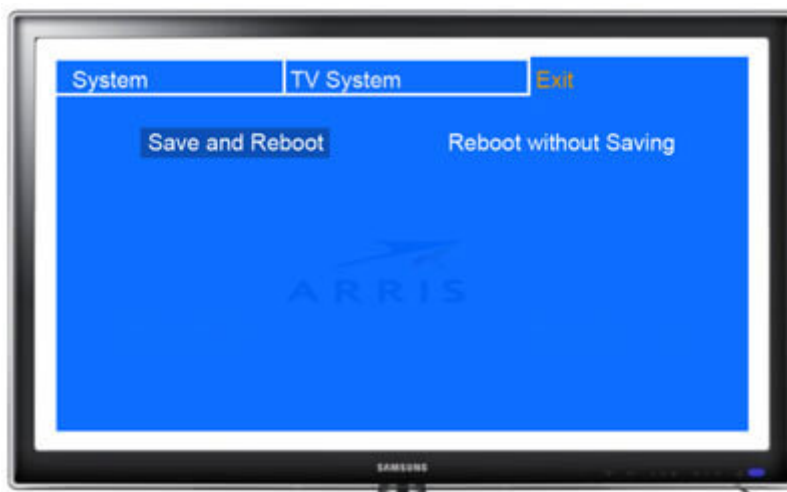 System TV System Exit
Save and Reboot Reboot without Saving
ARRIS
SAMSUNG